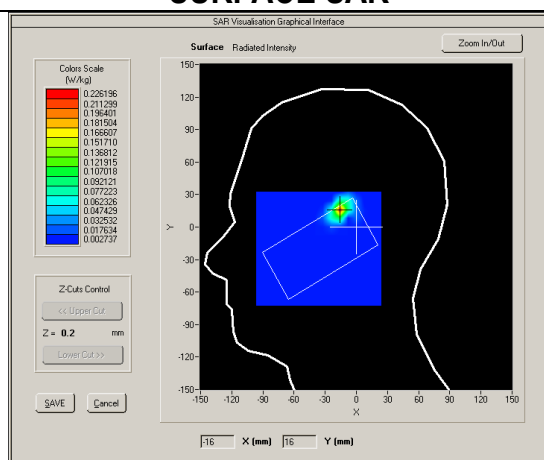 SURFACE SAR
SAR Visualisation Graphical Interface
Surface Radiated Intensity
Zoom In/Out
Colors Scale
(W/kg)
0.226196
0.211299
0.196401
0.181504
0.166607
0.151710
0.136812
0.121915
0.107018
0.092121
0.077223
0.062326
0.047429
0.032532
0.017634
0.002737
Z-Cuts Control
<< Upper Cut
Z = 0.2 mm
Lower Cut >>
SAVE Cancel
150
120
90
60
30
0
-30
-60
-90
-120
-150
Y
-150 -120 -90 -60 -30 0 30 60 90 120 150
X
-16 X (mm) 16 Y (mm)